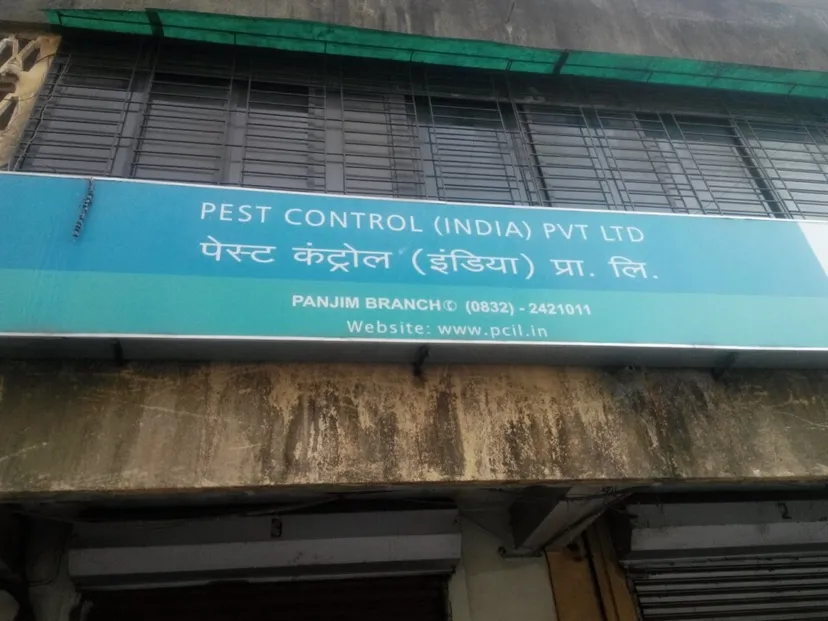 PEST CONTROL (INDIA) PVT LTD
पेस्ट कंट्रोल (इंडिया) प्रा. लि.
PANJIM BRANCH✆ (0832) - 2421011
Website: www.pcil.in